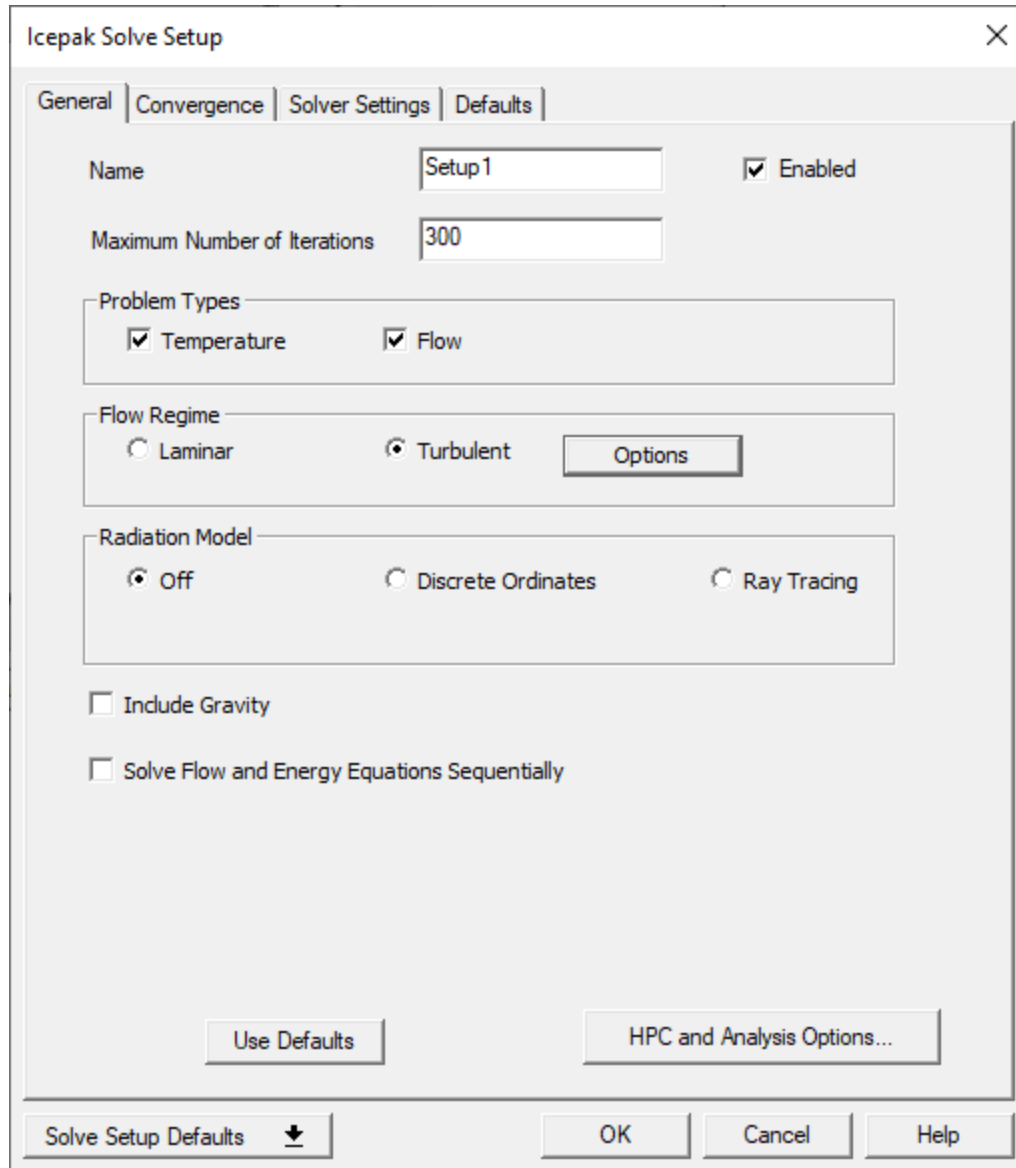 Icepak Solve Setup
General Convergence Solver Settings Defaults
Name Setup1 Enabled
Maximum Number of Iterations 300
Problem Types
Temperature Flow
Flow Regime
Laminar Turbulent Options
Radiation Model
Off Discrete Ordinates Ray Tracing
Include Gravity
Solve Flow and Energy Equations Sequentially
Use Defaults HPC and Analysis Options...
Solve Setup Defaults OK Cancel Help